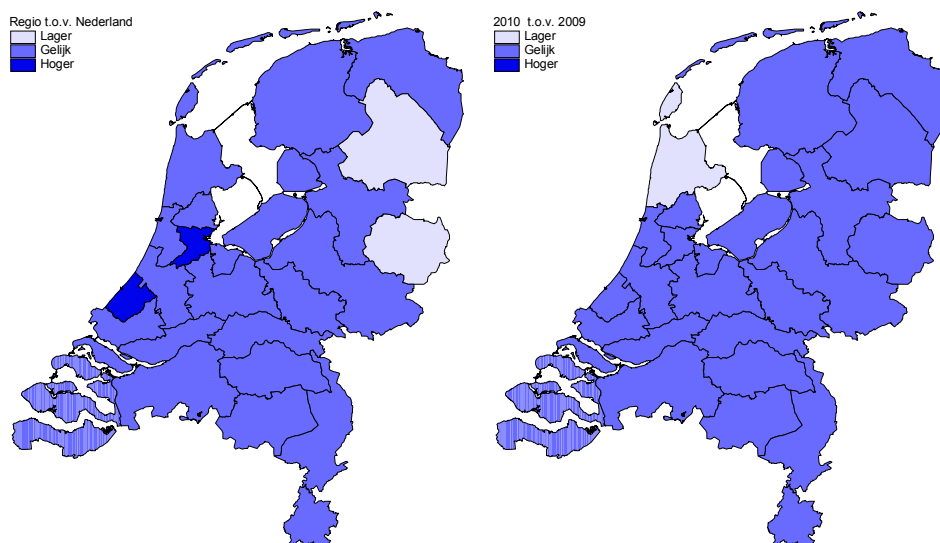 Regio t.o.v. Nederland
Lager
Gelijk
Hoger
2010 t.o.v. 2009
Lager
Gelijk
Hoger